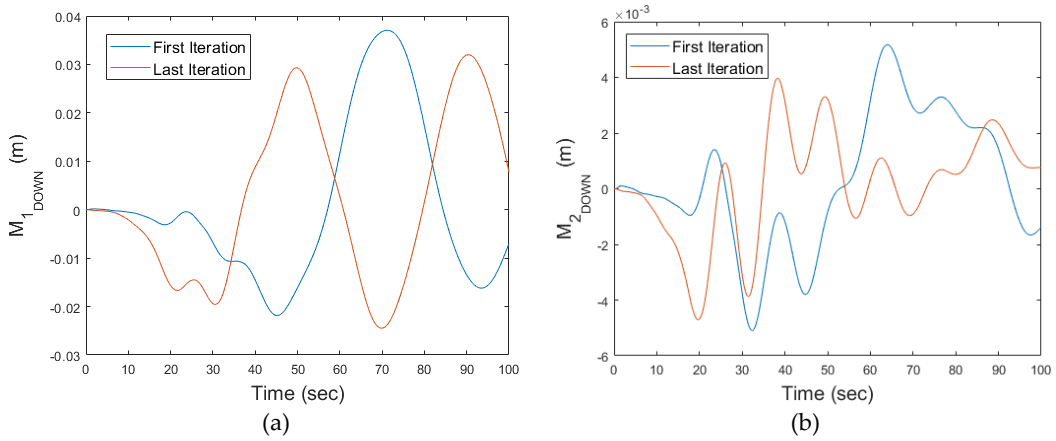 0.04
0.03
0.02
0.01
0
-0.01
-0.02
-0.03
0 10 20 30 40 50 60 70 80 90 100
First Iteration
Last Iteration
M1DOWN (m)
Time (sec)
(a)
×10-3
6
4
2
0
-2
-4
-6
0 10 20 30 40 50 60 70 80 90 100
First Iteration
Last Iteration
M2DOWN (m)
Time (sec)
(b)